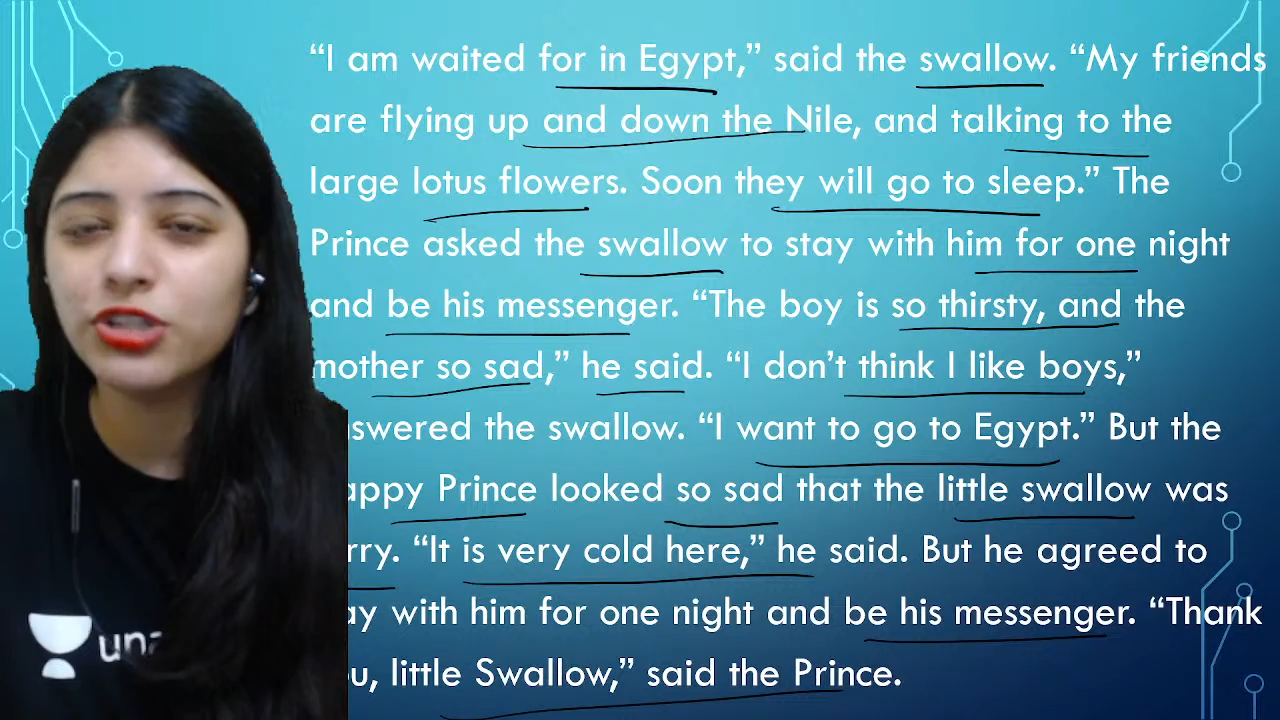 “I am waited for in Egypt,” said the swallow. “My friends
are flying up and down the Nile, and talking to the
large lotus flowers. Soon they will go to sleep.” The
Prince asked the swallow to stay with him for one night
and be his messenger. “The boy is so thirsty, and the
mother so sad,” he said. “I don’t think I like boys,”
the swallow. “I want to go to Egypt.” But the
Prince looked so sad that the little swallow was
“It is very cold here,” he said. But he agreed to
with him for one night and be his messenger. “Thank
little Swallow,” said the Prince.